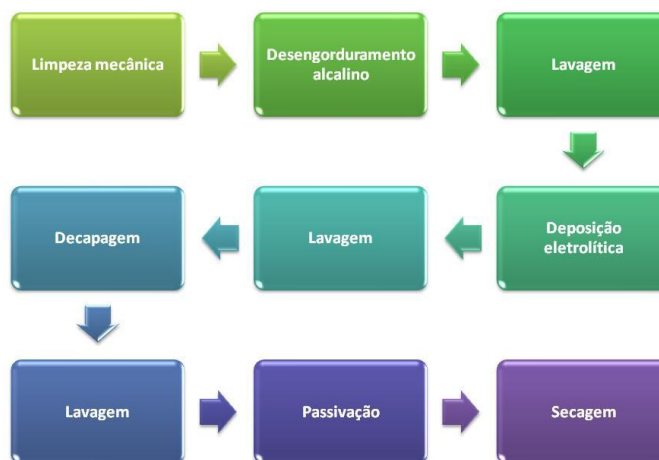 Limpeza mecânica
Desengorduramento
alcalino
Lavagem
Deposição
eletrolítica
Lavagem
Decapagem
Lavagem
Passivação
Secagem